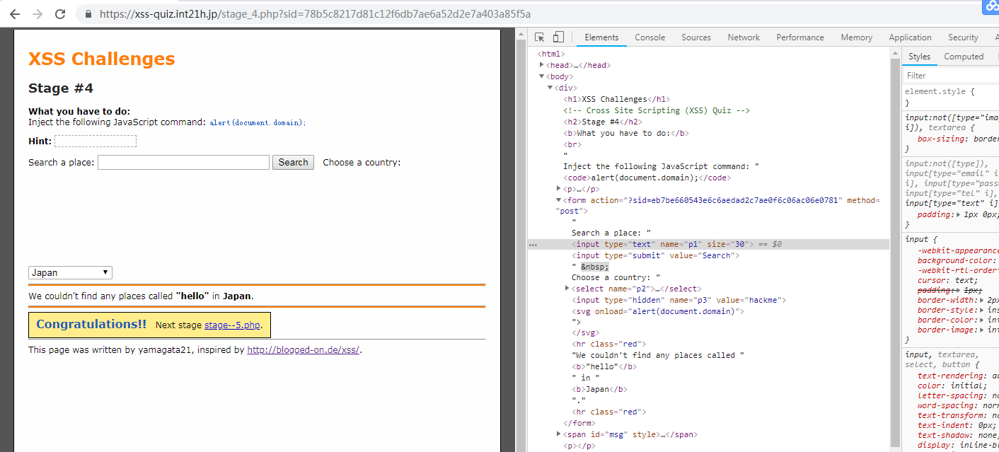 https://xss-quiz.int21h.jp/stage_4.php?sid=78b5c8217d81c12f6db7ae6a52d2e7a403a85f5a
XSS Challenges
Stage #4
What you have to do:
Inject the following JavaScript command: alert(document.domain);
Hint:
Search a place: Search Choose a country:
Japan
We couldn't find any places called "hello" in Japan.
Congratulations!! Next stage stage--5.php.
This page was written by yamagata21, inspired by http://blogged-on.de/xss/.
Elements Console Sources Network Performance Memory Application Security
<html>
<head>…</head>
<body>
<div>
<h1>XSS Challenges</h1>
<!-- Cross Site Scripting (XSS) Quiz -->
<h2>Stage #4</h2>
<b>What you have to do:</b>
<br>
"
Inject the following JavaScript command: "
<code>alert(document.domain);</code>
<p>…</p>
<form action="?sid=eb7be660543e6c6aedad2c7ae0f6c06ac06e0781" method=
"post">
"
Search a place: "
<input type="text" name="p1" size="30"> == $0
<input type="submit" value="Search">
" &nbsp;
Choose a country: "
<select name="p2">…</select>
<input type="hidden" name="p3" value="hackme">
<svg onload="alert(document.domain)">
">
</svg>
<hr class="red">
"We couldn't find any places called "
<b>"hello"</b>
" in "
<b>Japan</b>
"."
<hr class="red">
</form>
<span id="msg" style>…</span>
<p></p>
Styles Computed
Filter
element.style {
}
input:not([type="imag
i]), textarea {
box-sizing: border
}
input:not([type]),
input[type="email" i
i], input[type="pass
input[type="tel" i],
input[type="text" i]
padding: 1px 0px;
}
input {
-webkit-appearanc
background-color:
-webkit-rtl-order
cursor: text;
padding: 1px;
border-width: 2px
border-style: ins
border-color: in
border-image: in
}
input, textarea,
select, button {
text-rendering: au
color: initial;
letter-spacing: no
word-spacing: norm
text-transform: no
text-indent: 0px;
text-shadow: none
display: inline-bl